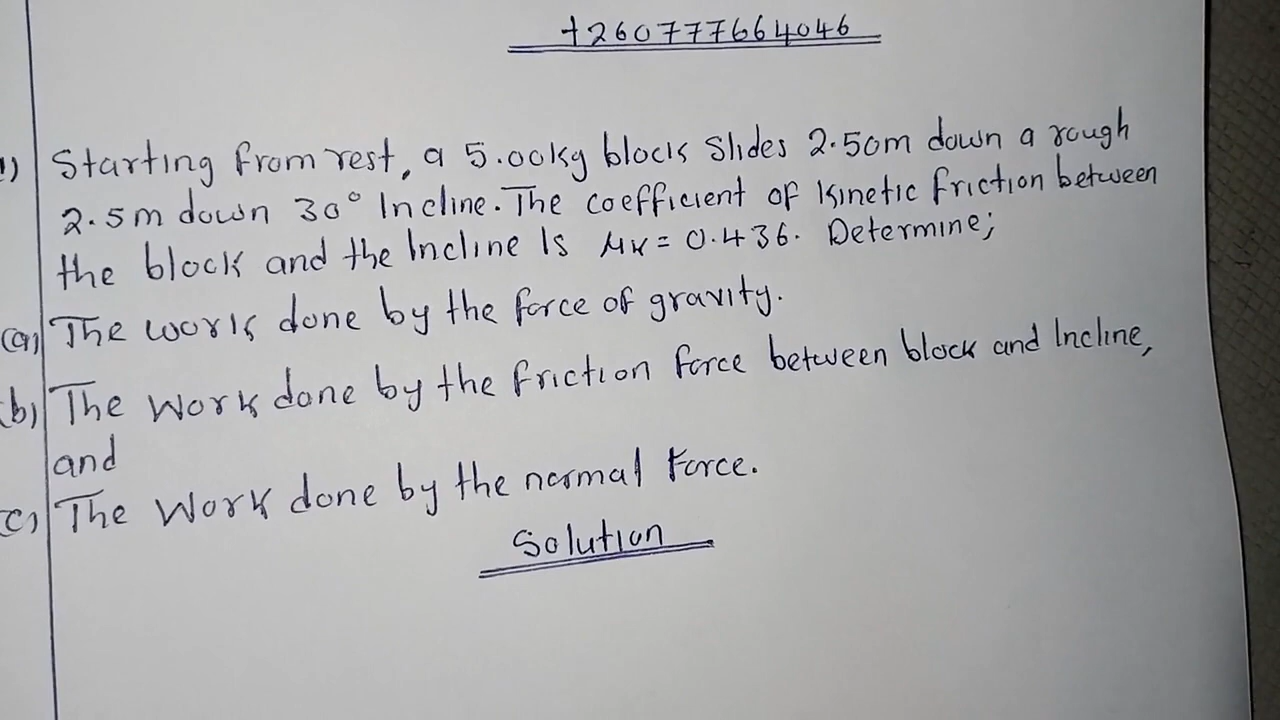 +260777664046
1) Starting from rest, a 5.00kg block slides 2.50m down a rough
2.5m down 30° Incline. The coefficient of kinetic friction between
the block and the Incline Is μk = 0.436. Determine;
(a) The work done by the force of gravity.
(b) The Work done by the friction force between block and Incline,
and
(c) The Work done by the normal Force.
Solution